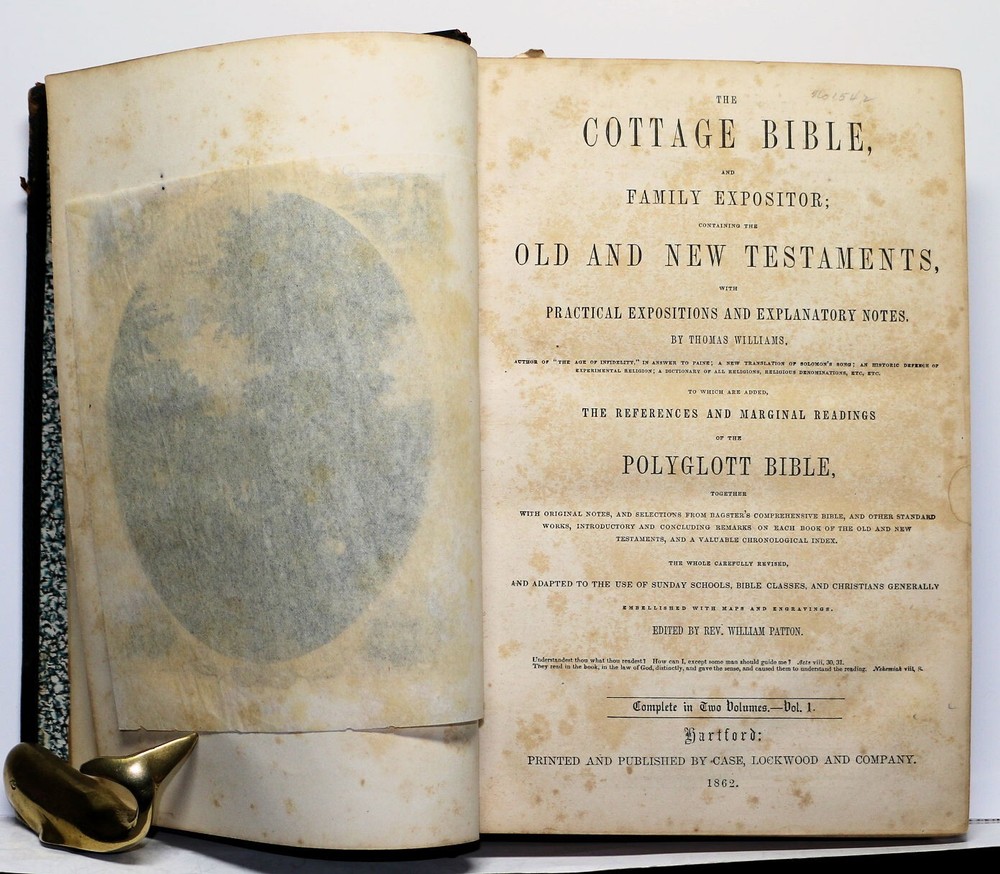 THE
COTTAGE BIBLE,
AND
FAMILY EXPOSITOR;
CONTAINING THE
OLD AND NEW TESTAMENTS,
WITH
PRACTICAL EXPOSITIONS AND EXPLANATORY NOTES.
BY THOMAS WILLIAMS,
AUTHOR OF "THE AGE OF INFIDELITY," IN ANSWER TO PAINE; A NEW TRANSLATION OF SOLOMON'S SONG; AN HISTORIC DEFENCE OF
EXPERIMENTAL RELIGION; A DICTIONARY OF ALL RELIGIONS, RELIGIOUS DENOMINATIONS, ETC, ETC.
TO WHICH ARE ADDED,
THE REFERENCES AND MARGINAL READINGS
OF THE
POLYGLOTT BIBLE,
TOGETHER
WITH ORIGINAL NOTES, AND SELECTIONS FROM BAGSTER'S COMPREHENSIVE BIBLE, AND OTHER STANDARD
WORKS, INTRODUCTORY AND CONCLUDING REMARKS ON EACH BOOK OF THE OLD AND NEW
TESTAMENTS, AND A VALUABLE CHRONOLOGICAL INDEX.
THE WHOLE CAREFULLY REVISED,
AND ADAPTED TO THE USE OF SUNDAY SCHOOLS, BIBLE CLASSES, AND CHRISTIANS GENERALLY
EMBELLISHED WITH MAPS AND ENGRAVINGS.
EDITED BY REV. WILLIAM PATTON.
Understandest thou what thou readest? How can I, except some man should guide me? Acts viii, 30, 31.
They read in the book, in the law of God, distinctly, and gave the sense, and caused them to understand the reading. Nehemiah viii, 8.
Complete in Two Volumes.—Vol. 1.
Hartford:
PRINTED AND PUBLISHED BY CASE, LOCKWOOD AND COMPANY.
1862.